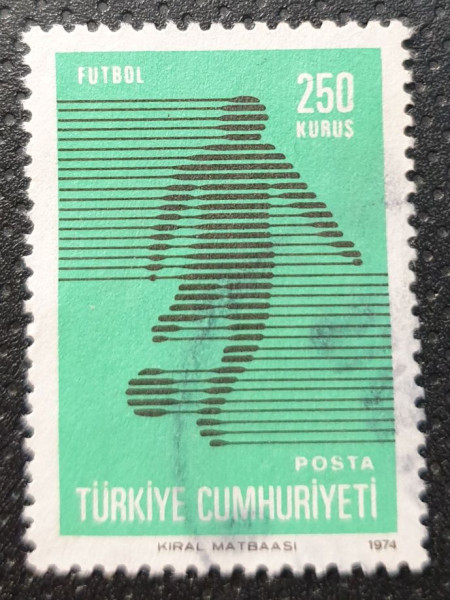 FUTBOL
250
KURUŞ
POSTA
TÜRKİYE CUMHURİYETİ
KIRAL MATBAASI 1974